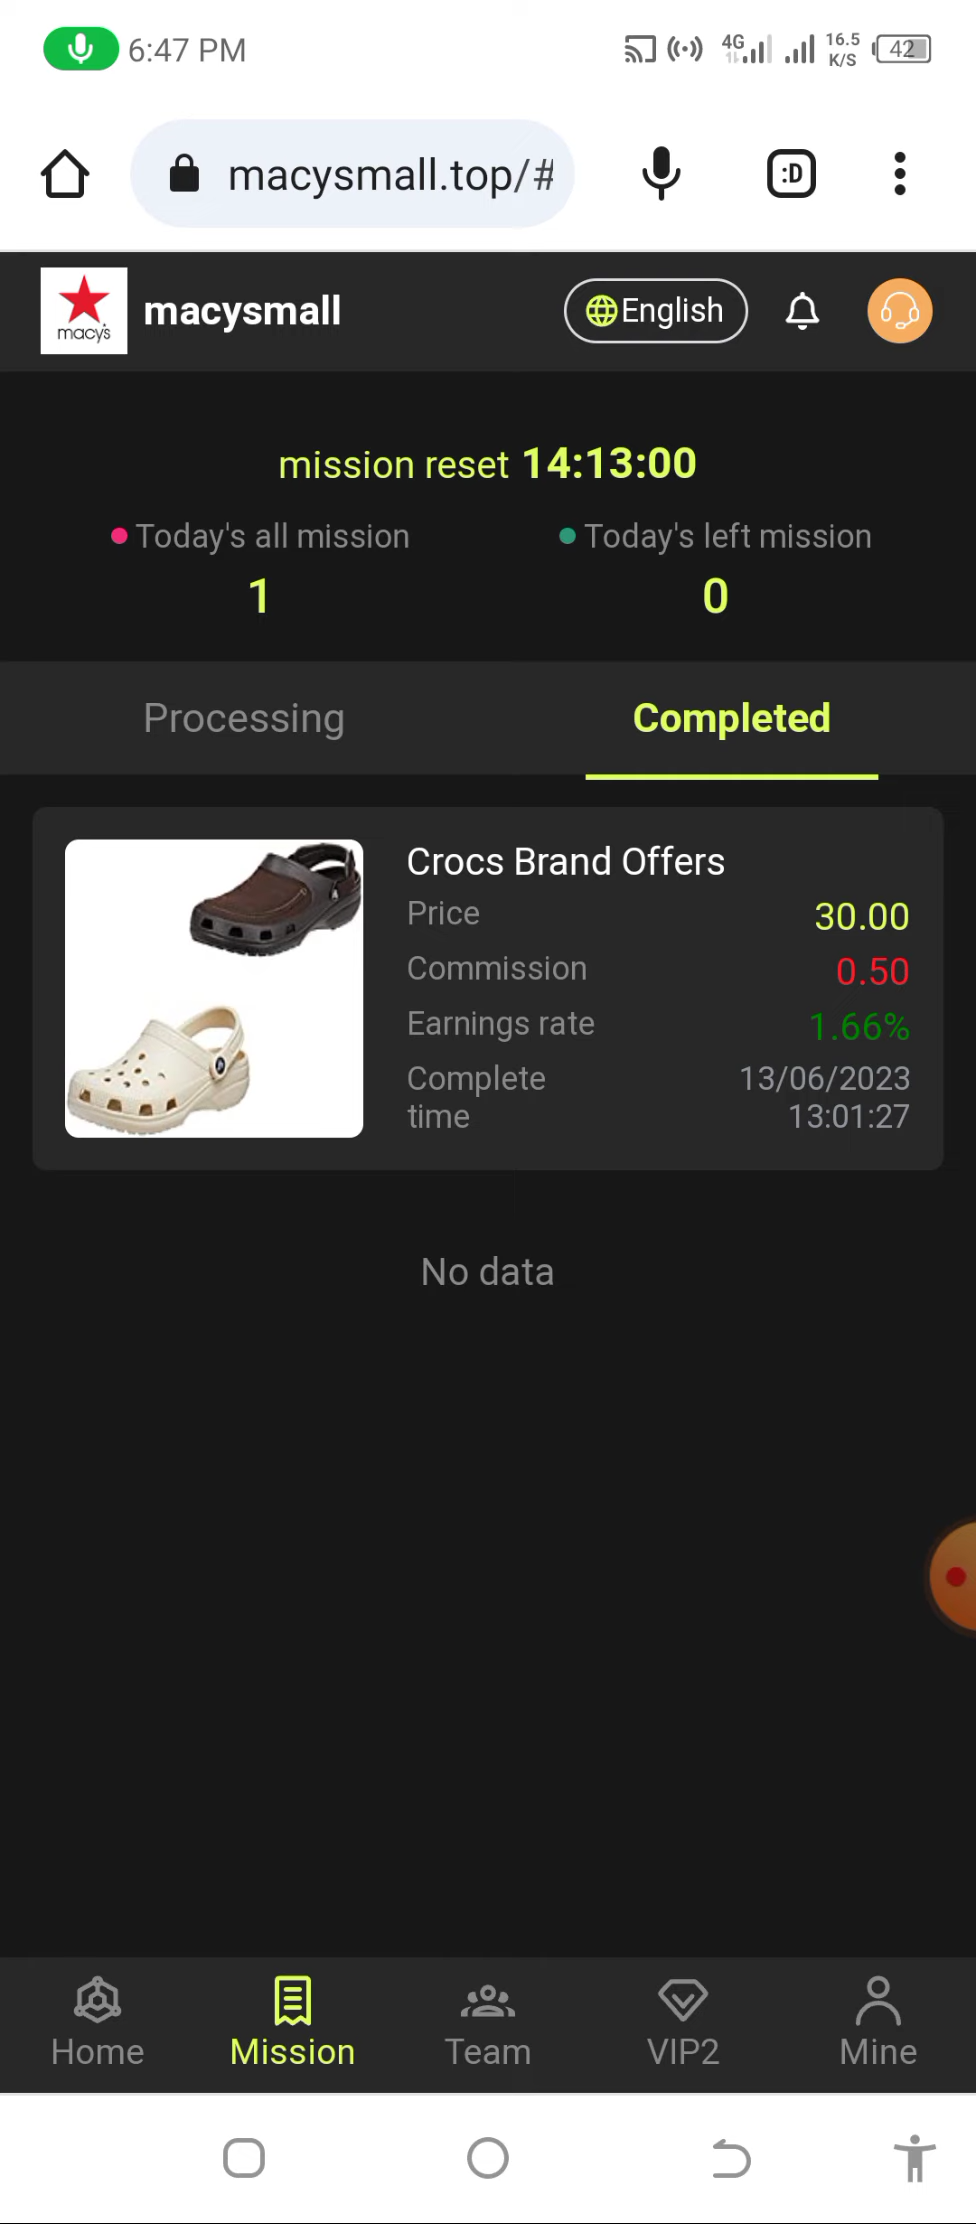 6:47 PM 4G 16.5 K/S 42
macysmall.top/# :D
macy's macysmall English
mission reset 14:13:00
Today's all mission Today's left mission
1 0
Processing Completed
Crocs Brand Offers
Price 30.00
Commission 0.50
Earnings rate 1.66%
Complete 13/06/2023
time 13:01:27
No data
Home Mission Team VIP2 Mine